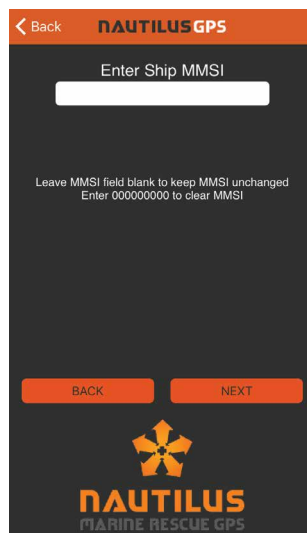 Back NAUTILUS GPS
Enter Ship MMSI
Leave MMSI field blank to keep MMSI unchanged
Enter 000000000 to clear MMSI
BACK NEXT
NAUTILUS
MARINE RESCUE GPS